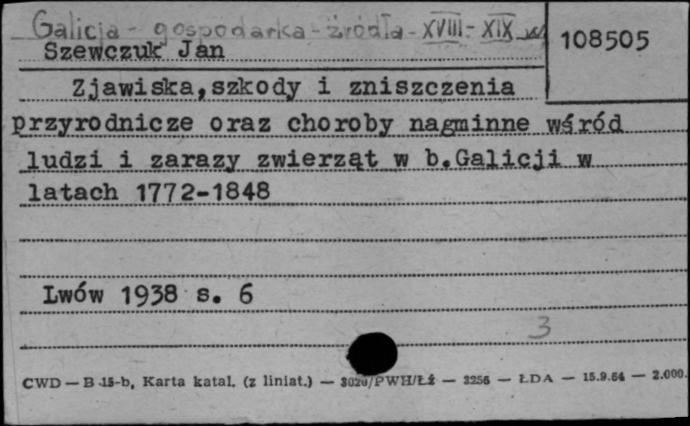 Galicja - gospodarka - źródła - XVIII - XIX w
108505
Szewczuk Jan
Zjawiska,szkody i zniszczenia
przyrodnicze oraz choroby nagminne wśród
ludzi i zarazy zwierząt w b.Galicji w
latach 1772-1848
Lwów 1938 s. 6
3
CWD — B-15-b, Karta katal. (z liniat.) — /PWH/Łź — 3256 — ŁDA — 15.9.64 — 2.000.